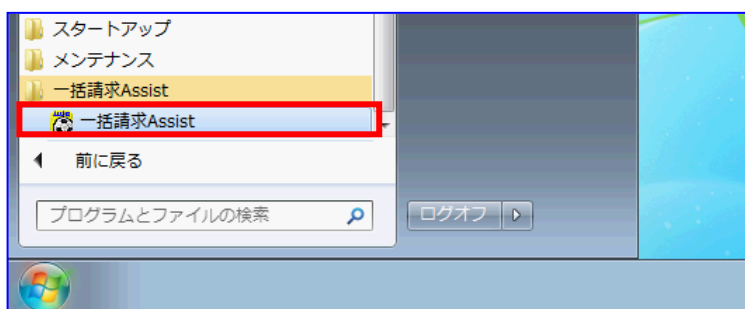 スタートアップ
メンテナンス
一括請求Assist
一括請求Assist
前に戻る
プログラムとファイルの検索
ログオフ